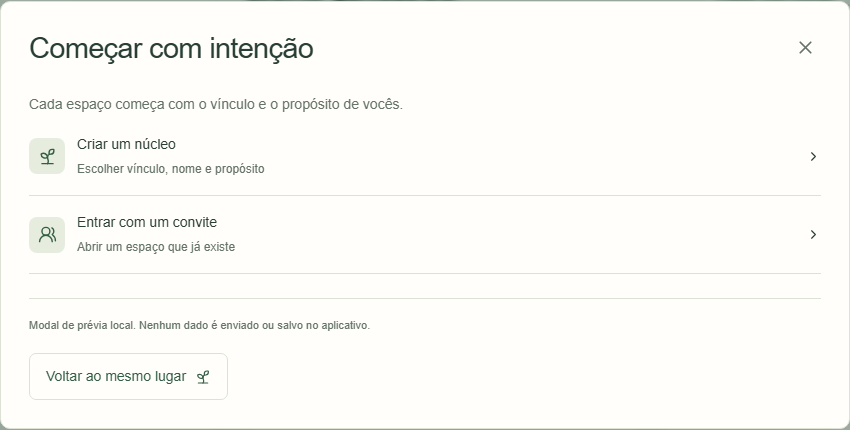 Começar com intenção
Cada espaço começa com o vínculo e o propósito de vocês.
Criar um núcleo
Escolher vínculo, nome e propósito
Entrar com um convite
Abrir um espaço que já existe
Modal de prévia local. Nenhum dado é enviado ou salvo no aplicativo.
Voltar ao mesmo lugar